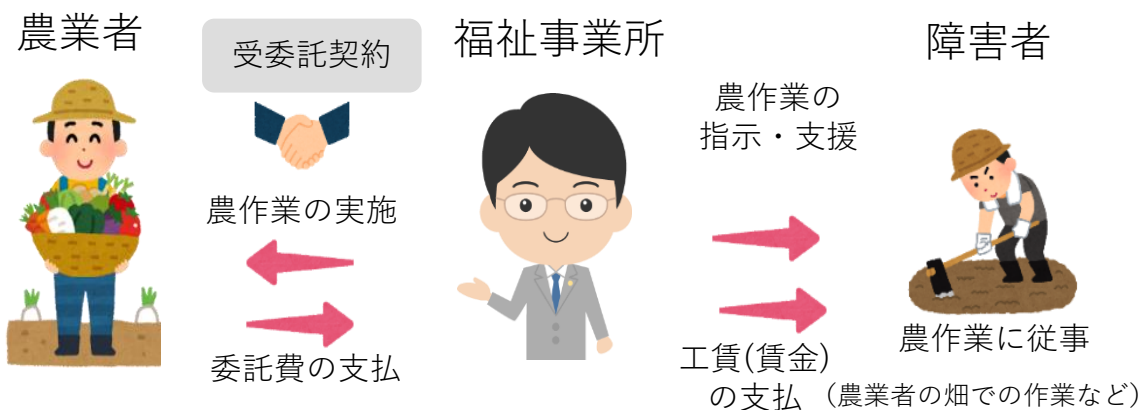 農業者
受委託契約
福祉事業所
障害者
農作業の
指示・支援
農作業の実施
委託費の支払
工賃(賃金)
の支払
農作業に従事
(農業者の畑での作業など)